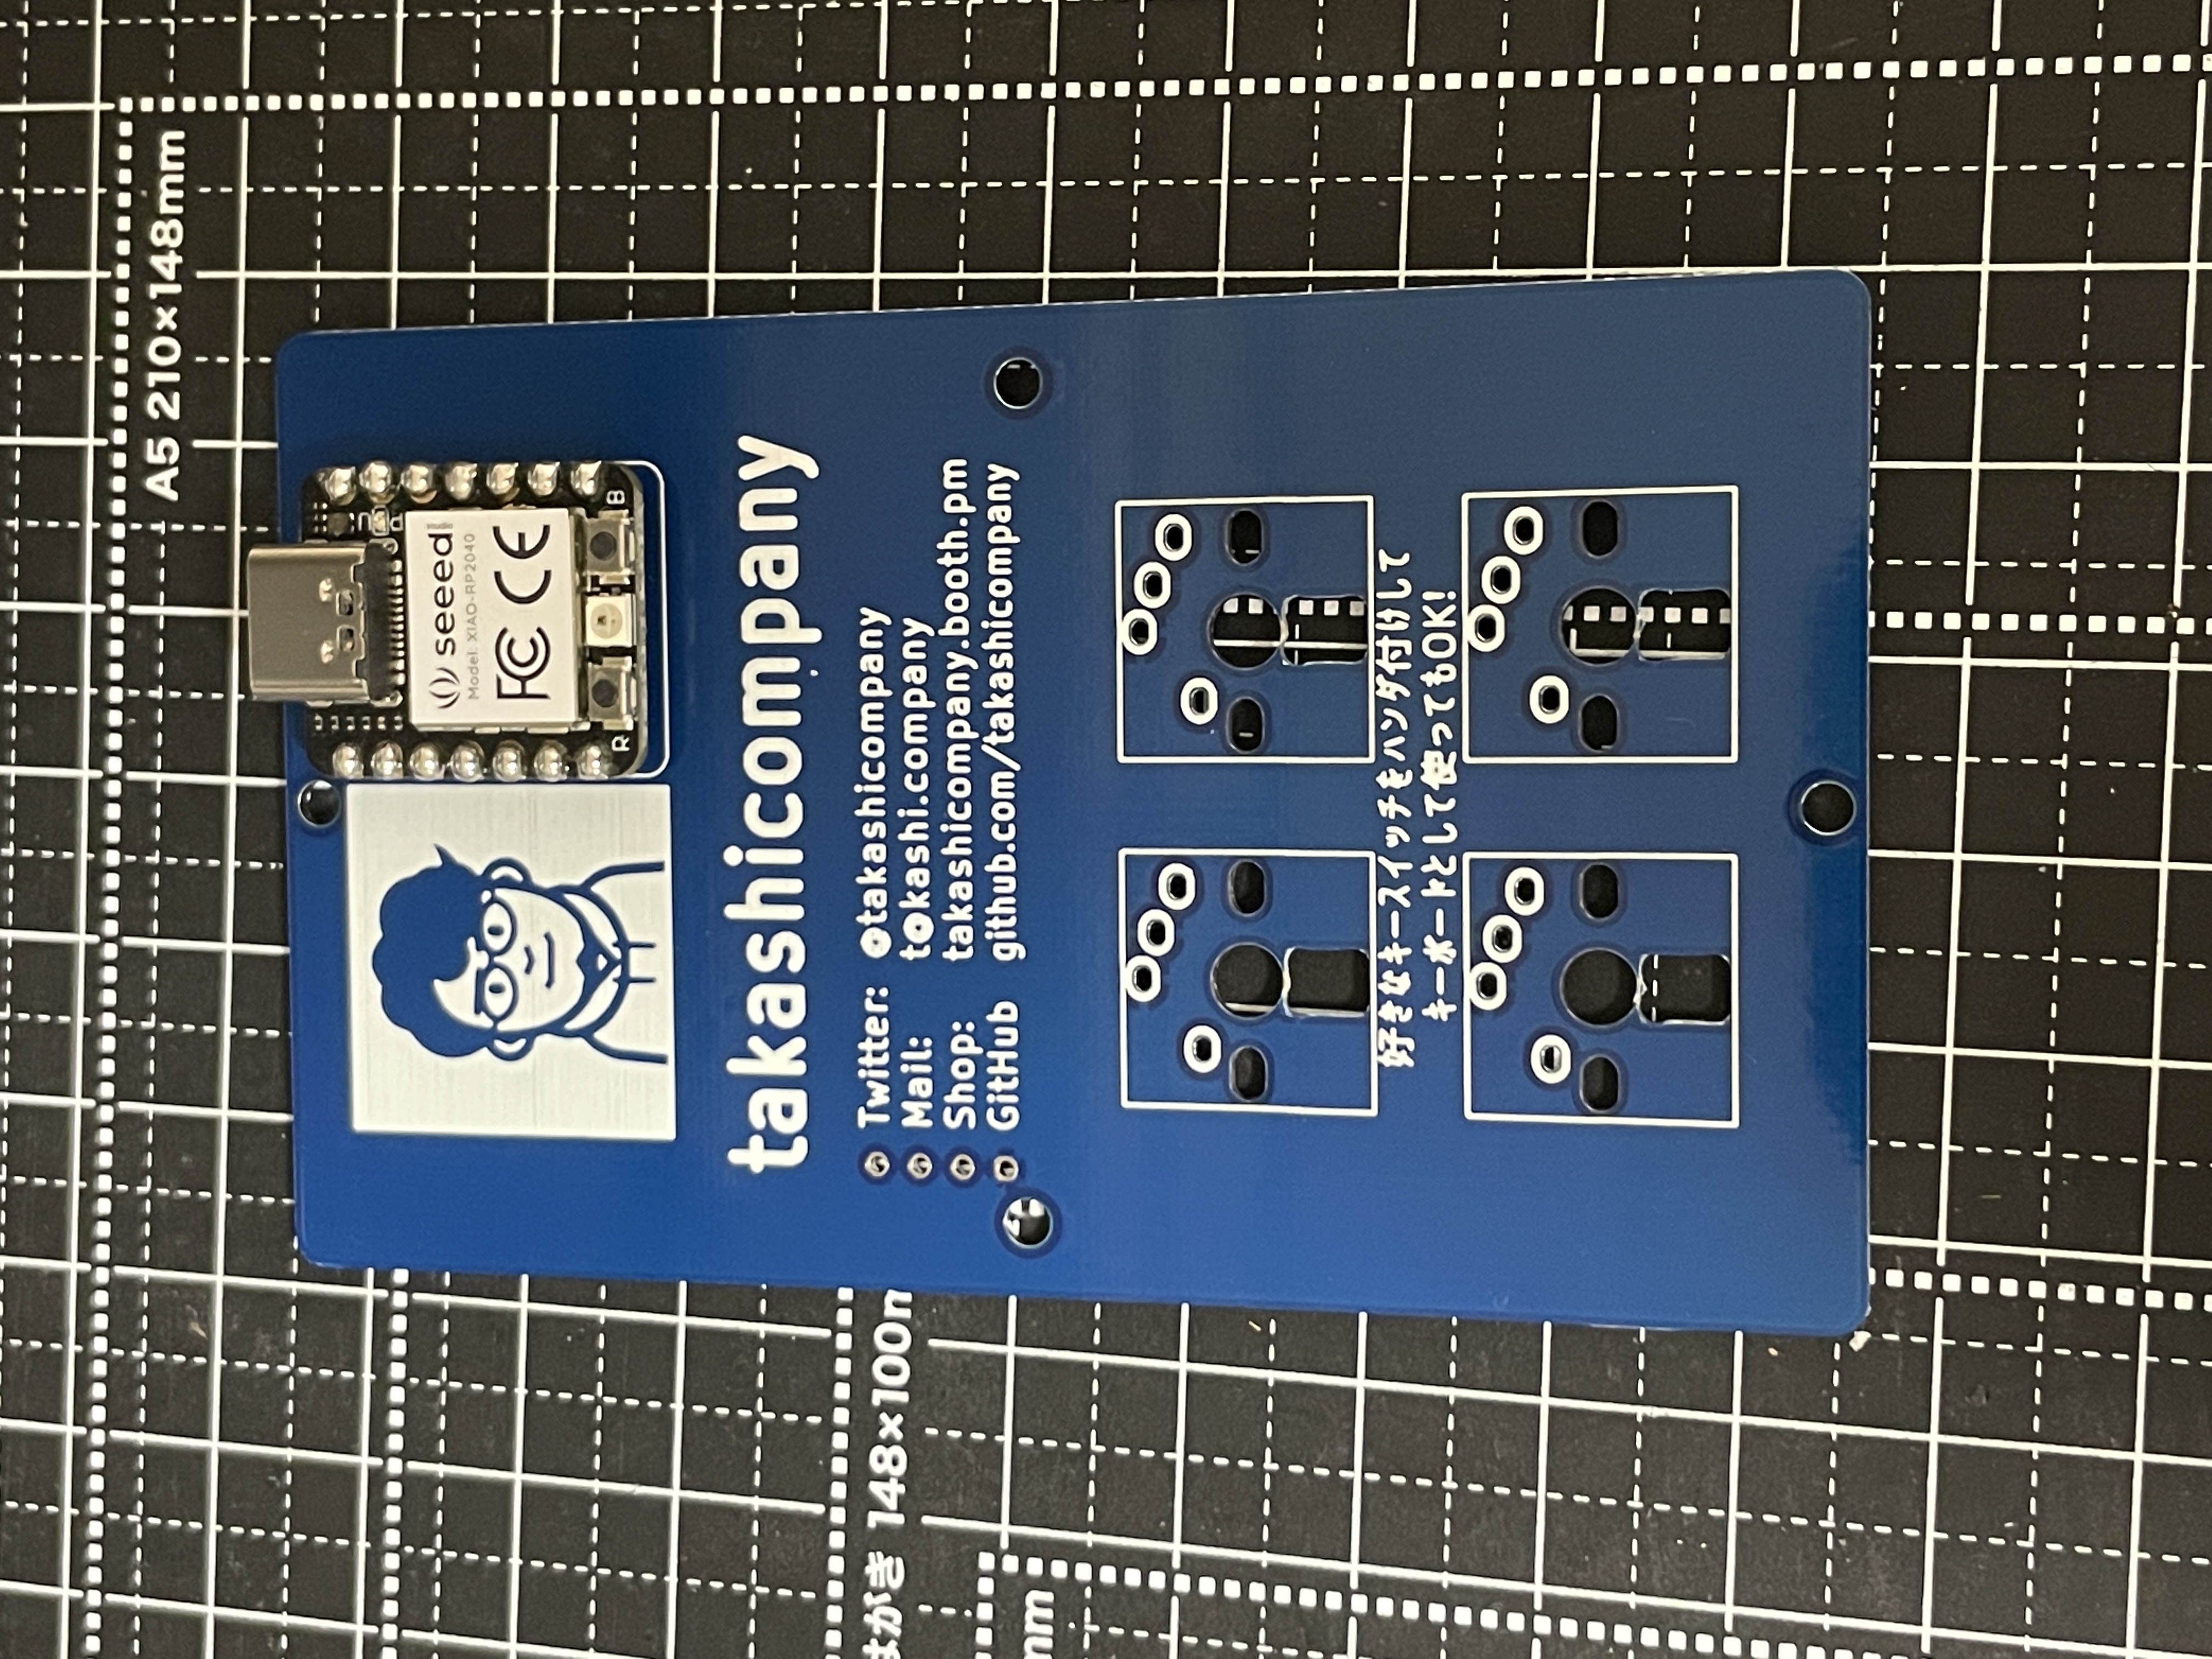 A5 210×148mm
seeed
Model: XIAO-RP2040
FC CE
R B
takashicompany
はがき 148×100m
Twitter: @takashicompany
Mail: t@kashi.company
Shop: takashicompany.booth.pm
GitHub github.com/takashicompany
mm
好きなキースイッチをハンダ付けして
キーボードとして使ってもOK!